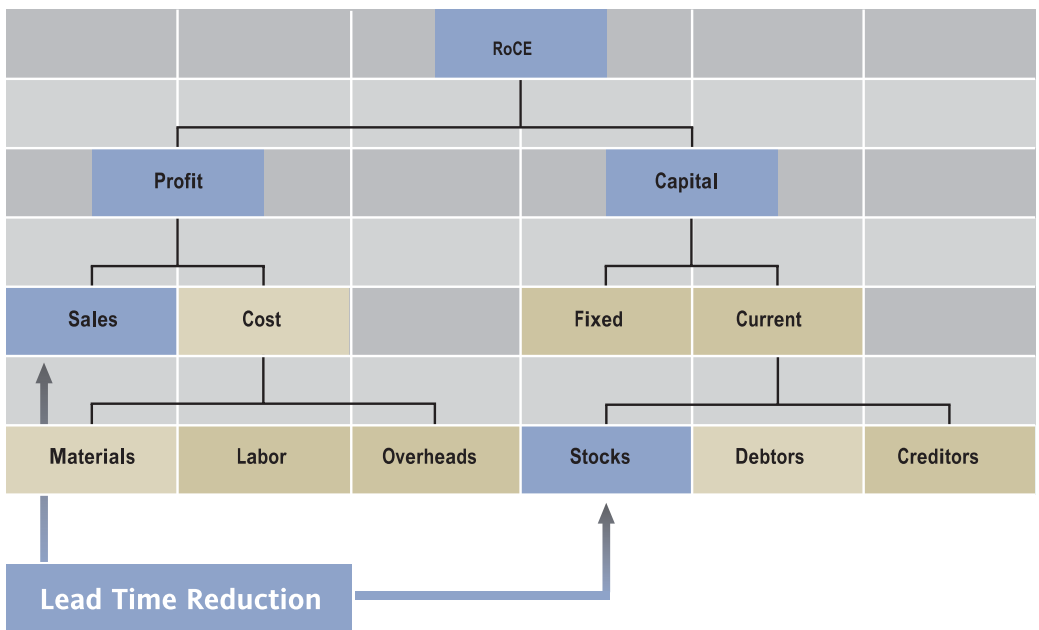 RoCE
Profit
Capital
Sales
Cost
Fixed
Current
Materials
Labor
Overheads
Stocks
Debtors
Creditors
Lead Time Reduction